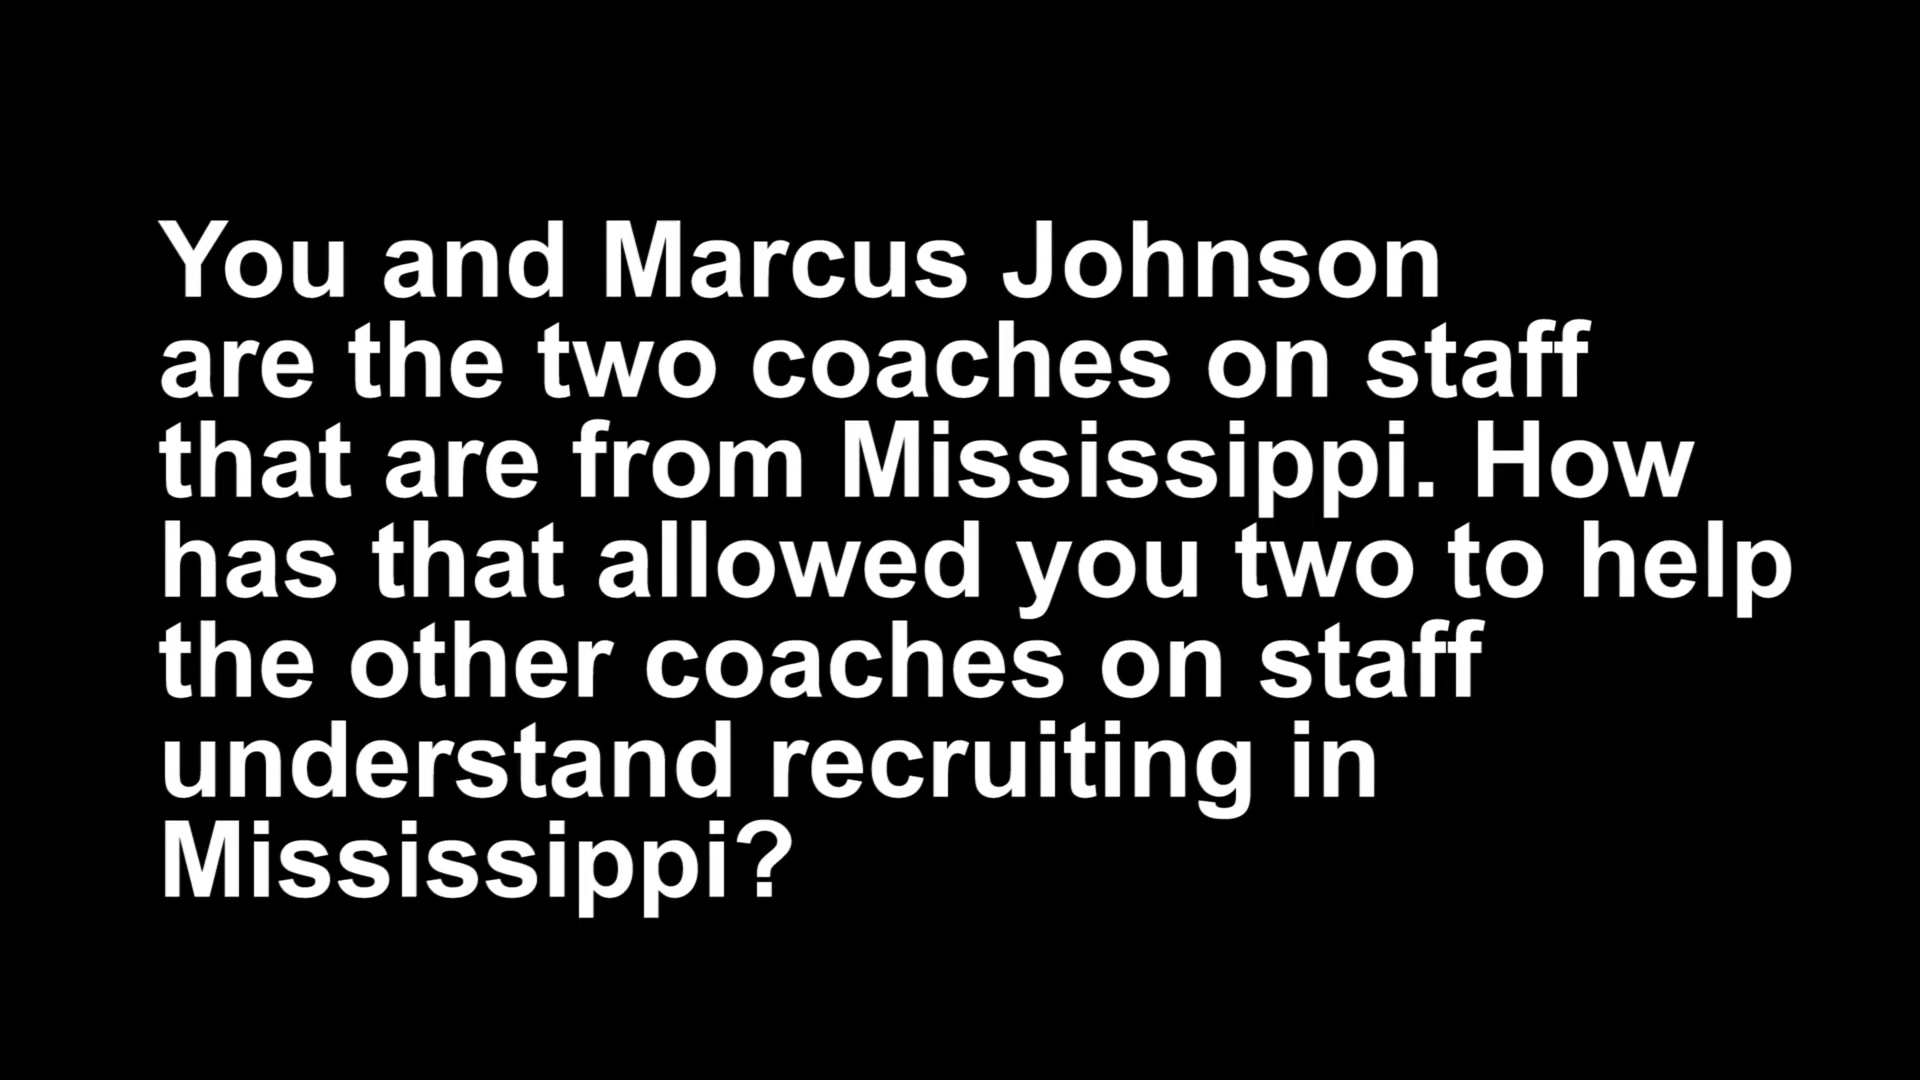 You and Marcus Johnson
are the two coaches on staff
that are from Mississippi. How
has that allowed you two to help
the other coaches on staff
understand recruiting in
Mississippi?